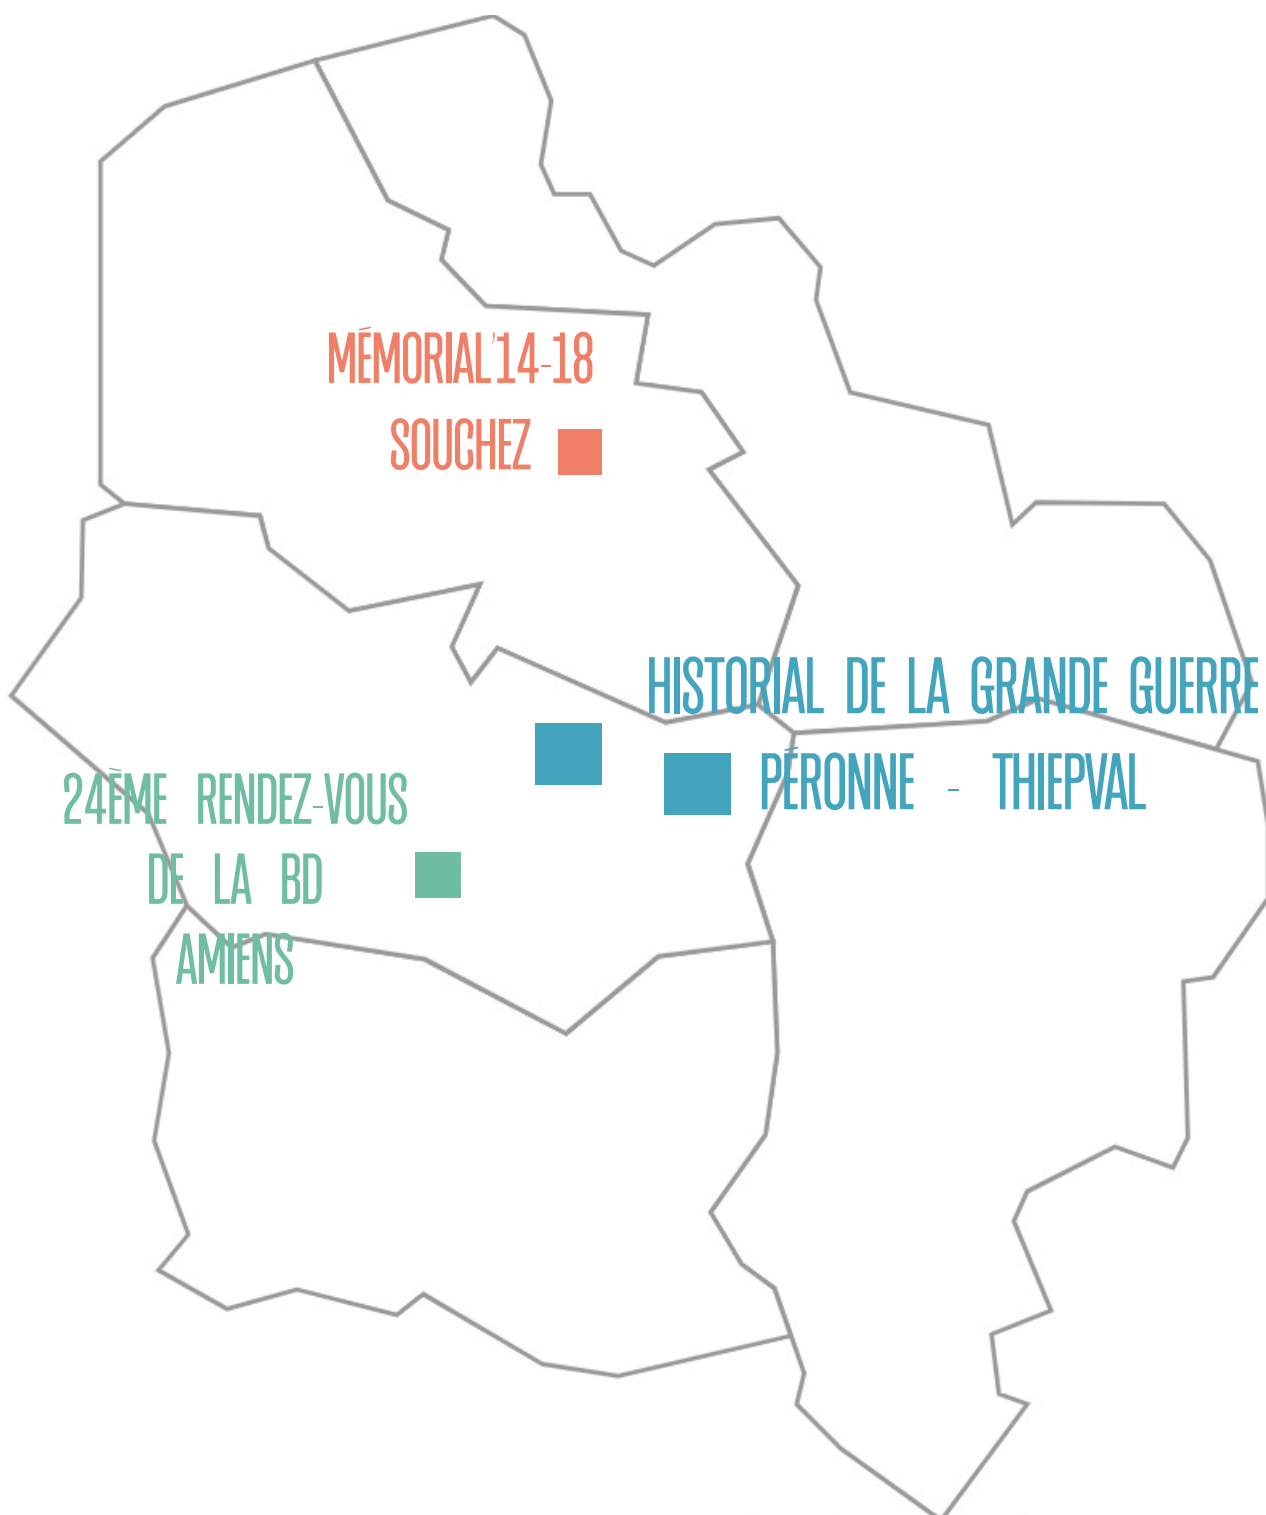 MÉMORIAL'14-18
SOUCHEZ
HISTORIAL DE LA GRANDE GUERRE
PÉRONNE - THIEPVAL
24ÈME RENDEZ-VOUS
DE LA BD
AMIENS